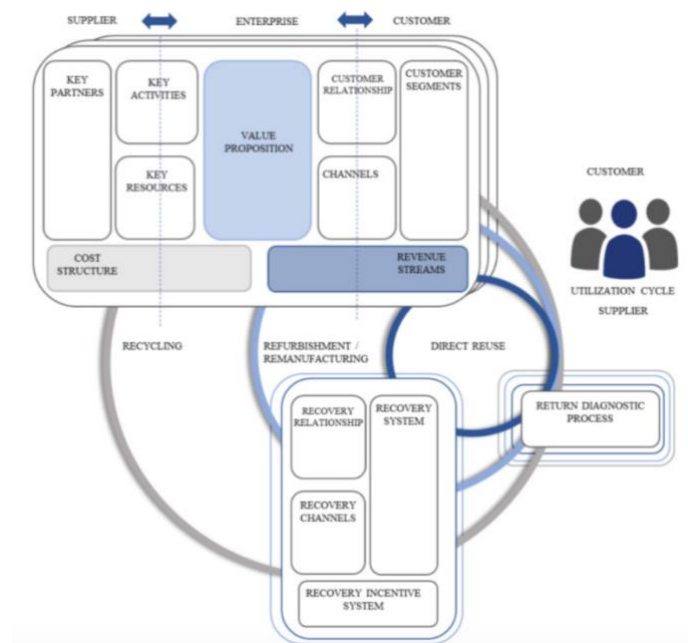 SUPPLIER
ENTERPRISE
CUSTOMER
KEY
PARTNERS
KEY
ACTIVITIES
KEY
RESOURCES
VALUE
PROPOSITION
CUSTOMER
RELATIONSHIP
CHANNELS
CUSTOMER
SEGMENTS
COST
STRUCTURE
REVENUE
STREAMS
CUSTOMER
UTILIZATION CYCLE
SUPPLIER
RECYCLING
REFURBISHMENT /
REMANUFACTURING
DIRECT REUSE
RETURN DIAGNOSTIC
PROCESS
RECOVERY
RELATIONSHIP
RECOVERY
SYSTEM
RECOVERY
CHANNELS
RECOVERY INCENTIVE
SYSTEM